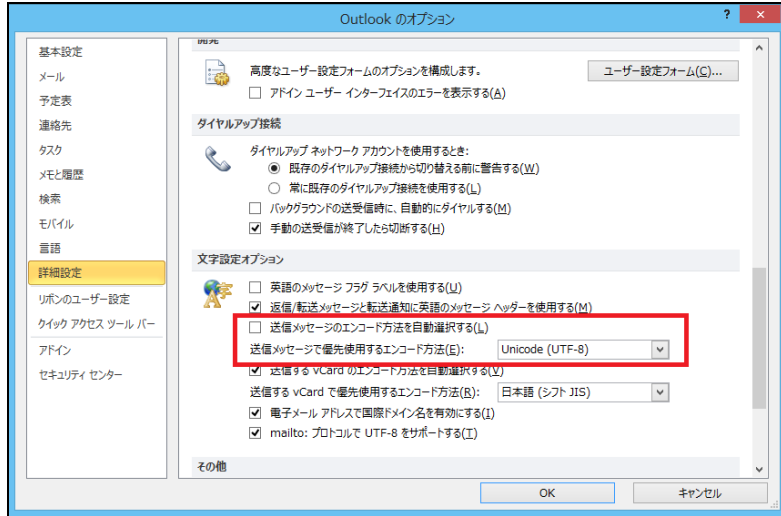 Outlook のオプション
?
×
基本設定
メール
予定表
連絡先
タスク
メモと履歴
検索
モバイル
言語
詳細設定
リボンのユーザー設定
クイック アクセス ツール バー
アドイン
セキュリティ センター
開発
高度なユーザー設定フォームのオプションを構成します。
ユーザー設定フォーム(C)...
アドイン ユーザー インターフェイスのエラーを表示する(A)
ダイヤルアップ接続
ダイヤルアップ ネットワーク アカウントを使用するとき:
既存のダイヤルアップ接続から切り替える前に警告する(W)
常に既存のダイヤルアップ接続を使用する(L)
バックグラウンドの送受信時に、自動的にダイヤルする(M)
手動の送受信が終了したら切断する(H)
文字設定オプション
英語のメッセージ フラグ ラベルを使用する(U)
返信/転送メッセージと転送通知に英語のメッセージ ヘッダーを使用する(M)
送信メッセージのエンコード方法を自動選択する(L)
送信メッセージで優先使用するエンコード方法(E): Unicode (UTF-8)
送信する vCard のエンコード方法を自動選択する(V)
送信する vCard で優先使用するエンコード方法(R): 日本語 (シフト JIS)
電子メール アドレスで国際ドメイン名を有効にする(I)
mailto: プロトコルで UTF-8 をサポートする(T)
その他
OK
キャンセル